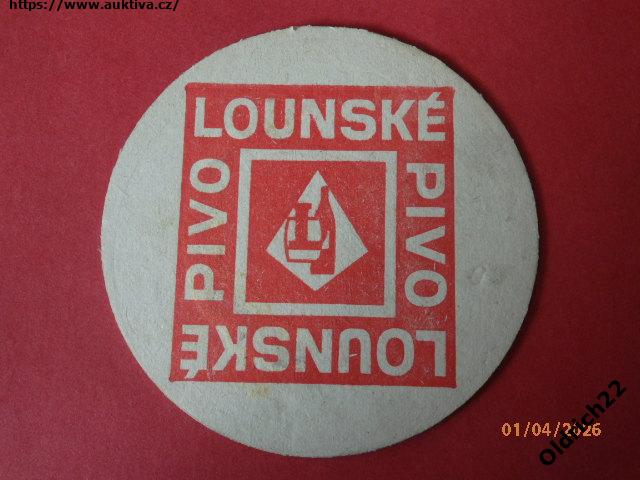 https://www.auktiva.cz/
LOUNSKÉ
PIVO
PIVO
LOUNSKÉ
01/04/2026
Oldřich22